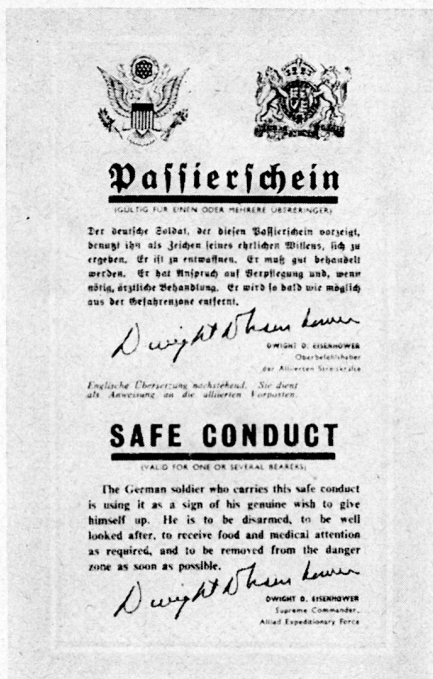 Passierschein
(GÜLTIG FÜR EINEN ODER MEHRERE ÜBERBRINGER)
Der deutsche Soldat, der diesen Passierschein vorzeigt,
benutzt ihn als Zeichen seines ehrlichen Willens, sich zu
ergeben. Er ist zu entwaffnen. Er muß gut behandelt
werden. Er hat Anspruch auf Verpflegung und, wenn
nötig, ärztliche Behandlung. Er wird so bald wie möglich
aus der Gefahrenzone entfernt.
Dwight D Eisenhower
DWIGHT D. EISENHOWER
Oberbefehlshaber
der Alliierten Streitkräfte
Englische Übersetzung nachstehend. Sie dient
als Anweisung an die alliierten Vorposten.
SAFE CONDUCT
(VALID FOR ONE OR SEVERAL BEARERS)
The German soldier who carries this safe conduct
is using it as a sign of his genuine wish to give
himself up. He is to be disarmed, to be well
looked after, to receive food and medical attention
as required, and to be removed from the danger
zone as soon as possible.
Dwight D Eisenhower
DWIGHT D. EISENHOWER
Supreme Commander,
Allied Expeditionary Force